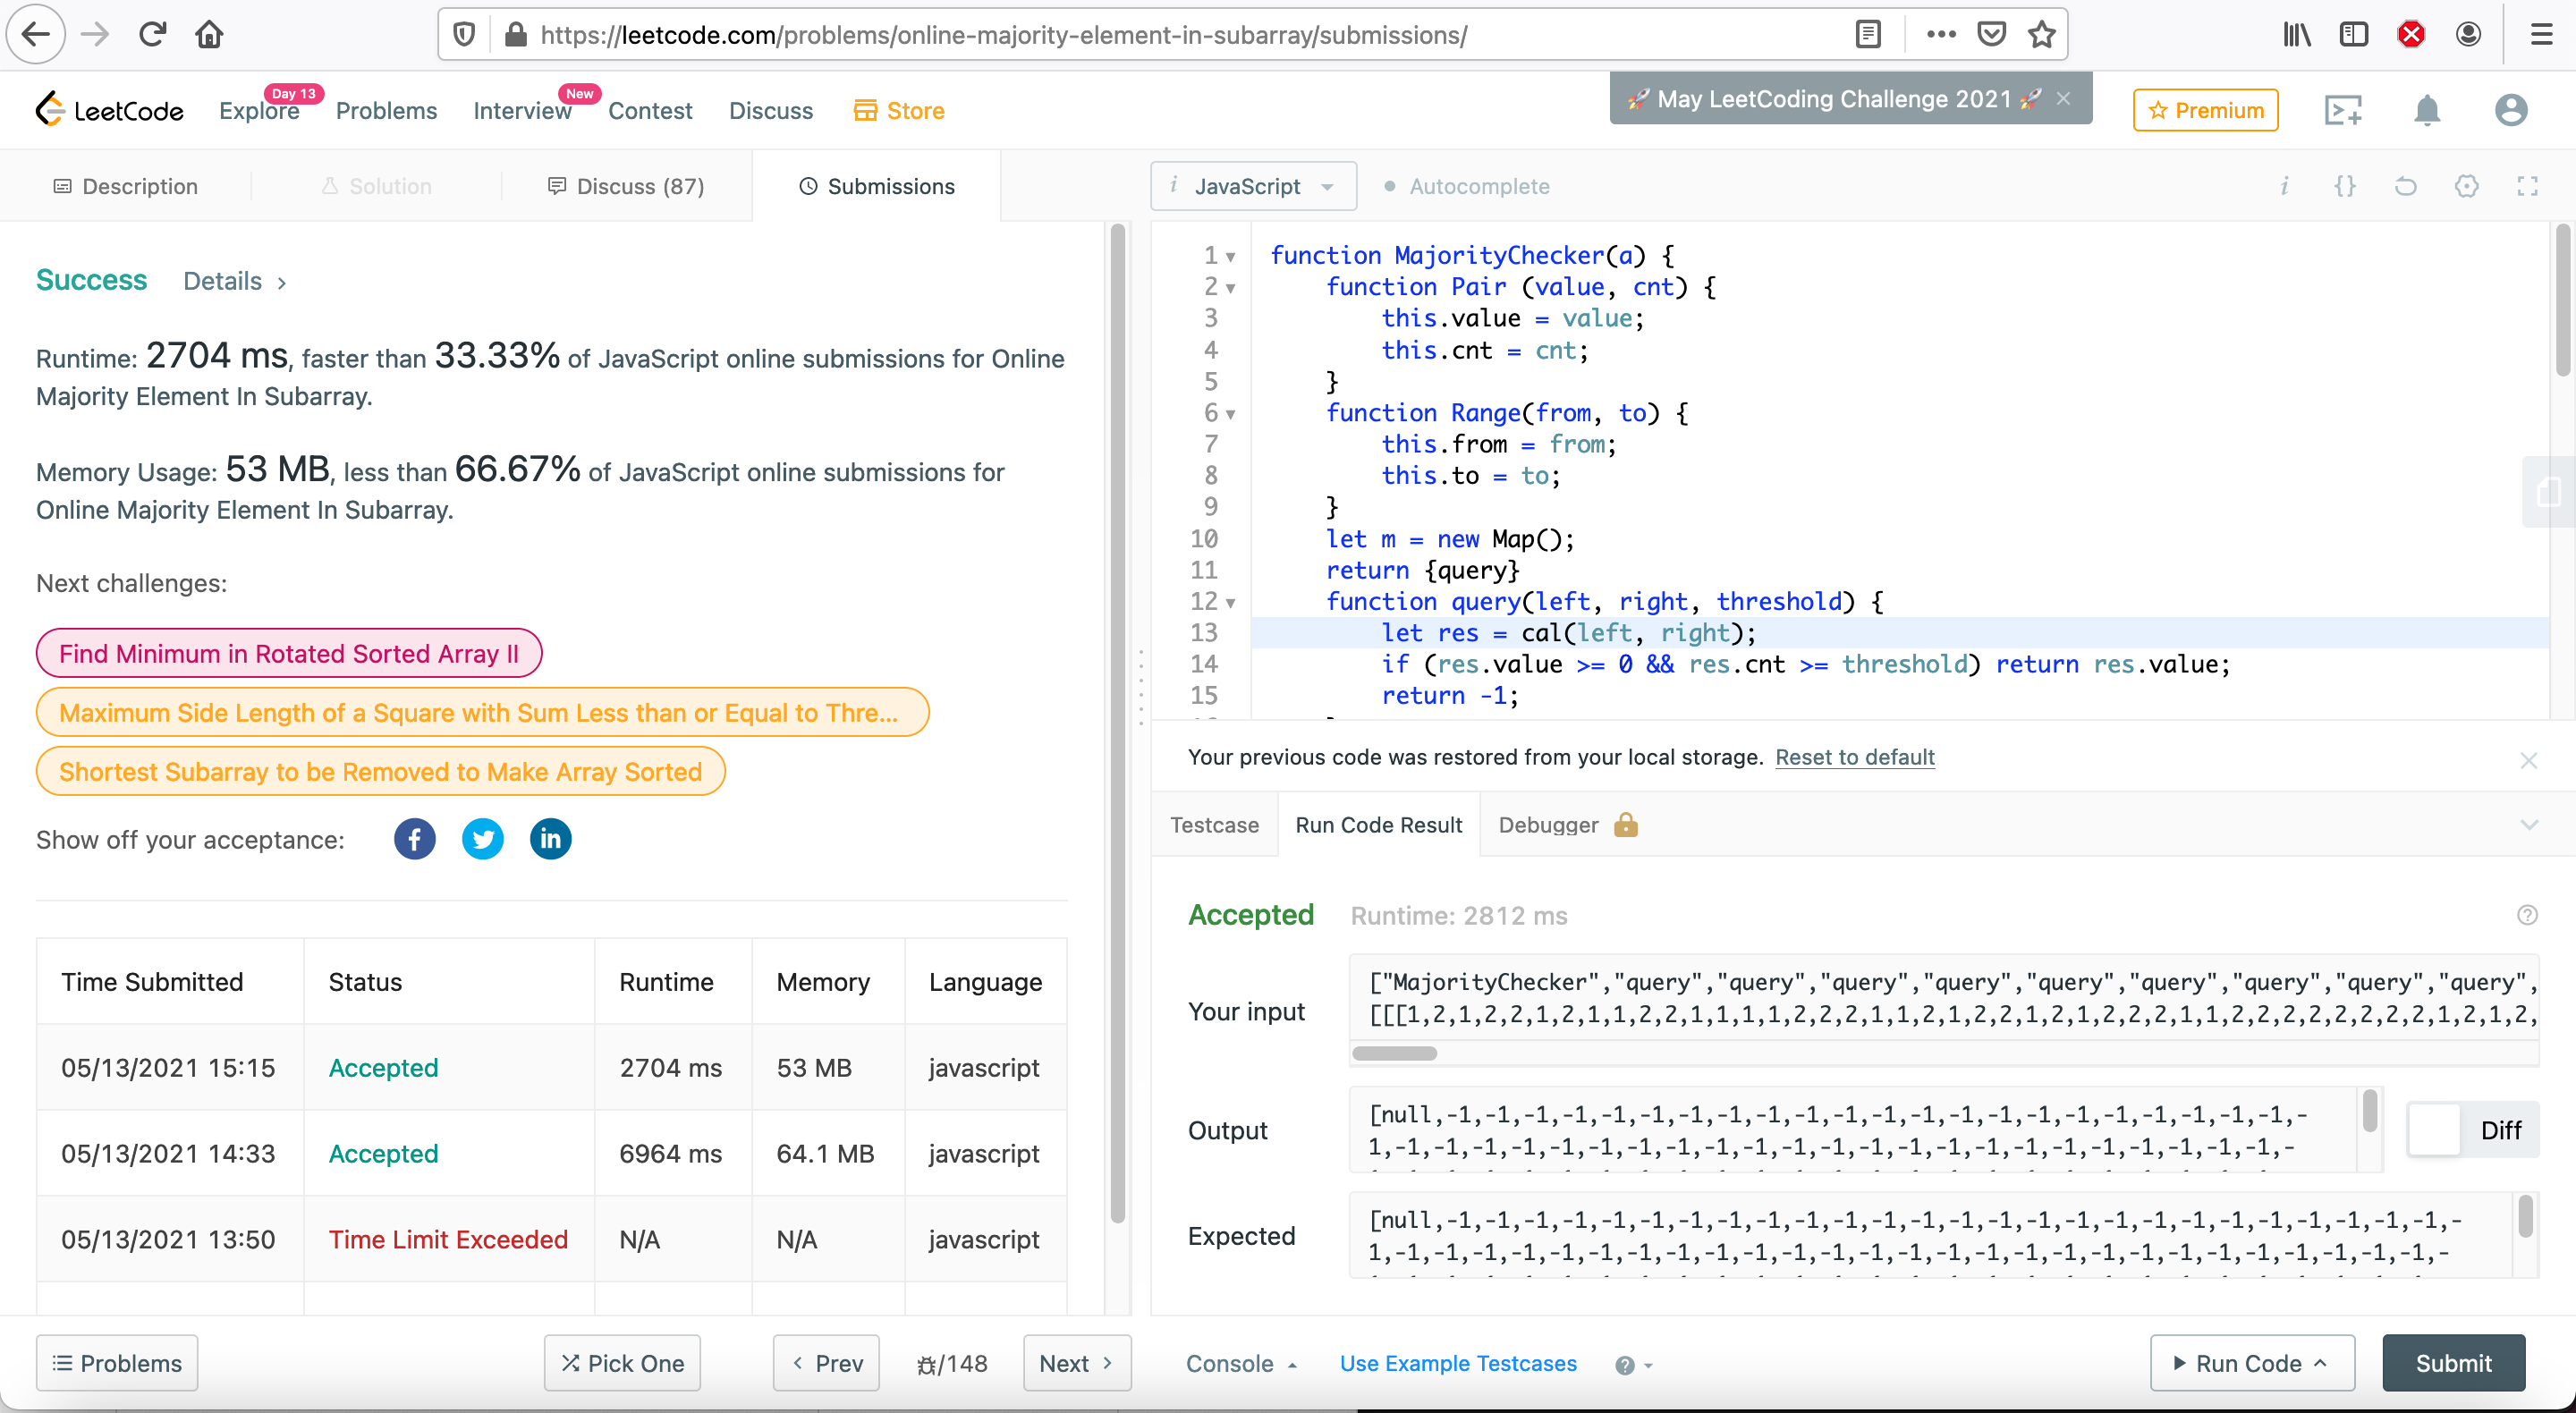 https://leetcode.com/problems/online-majority-element-in-subarray/submissions/
LeetCode
Explore
Day 13
Problems
Interview
New
Contest
Discuss
Store
🚀 May LeetCoding Challenge 2021 🚀
Premium
Description
Solution
Discuss (87)
Submissions
i JavaScript
Autocomplete
Success Details
Runtime: 2704 ms, faster than 33.33% of JavaScript online submissions for Online
Majority Element In Subarray.
Memory Usage: 53 MB, less than 66.67% of JavaScript online submissions for
Online Majority Element In Subarray.
Next challenges:
Find Minimum in Rotated Sorted Array II
Maximum Side Length of a Square with Sum Less than or Equal to Thre...
Shortest Subarray to be Removed to Make Array Sorted
Show off your acceptance:
Time Submitted Status Runtime Memory Language
05/13/2021 15:15 Accepted 2704 ms 53 MB javascript
05/13/2021 14:33 Accepted 6964 ms 64.1 MB javascript
05/13/2021 13:50 Time Limit Exceeded N/A N/A javascript
Problems
Pick One
Prev
/148
Next
1 function MajorityChecker(a) {
2 function Pair (value, cnt) {
3 this.value = value;
4 this.cnt = cnt;
5 }
6 function Range(from, to) {
7 this.from = from;
8 this.to = to;
9 }
10 let m = new Map();
11 return {query}
12 function query(left, right, threshold) {
13 let res = cal(left, right);
14 if (res.value >= 0 && res.cnt >= threshold) return res.value;
15 return -1;
Your previous code was restored from your local storage. Reset to default
Testcase
Run Code Result
Debugger
Accepted Runtime: 2812 ms
Your input
["MajorityChecker","query","query","query","query","query","query","query","query","query",
[[[1,2,1,2,2,1,2,1,1,2,2,1,1,1,1,2,2,2,1,1,2,1,2,2,1,2,1,2,2,2,1,1,2,2,2,2,2,2,2,2,1,2,1,2,
Output
[null,-1,-1,-1,-1,-1,-1,-1,-1,-1,-1,-1,-1,-1,-1,-1,-1,-1,-1,-1,-1,-1,-1,-
1,-1,-1,-1,-1,-1,-1,-1,-1,-1,-1,-1,-1,-1,-1,-1,-1,-1,-1,-1,-1,-1,-1,-1,-
Diff
Expected
[null,-1,-1,-1,-1,-1,-1,-1,-1,-1,-1,-1,-1,-1,-1,-1,-1,-1,-1,-1,-1,-1,-1,-1,-1,-1,-1,-
1,-1,-1,-1,-1,-1,-1,-1,-1,-1,-1,-1,-1,-1,-1,-1,-1,-1,-1,-1,-1,-1,-1,-1,-1,-1,-1,-1,-
Console
Use Example Testcases
Run Code
Submit